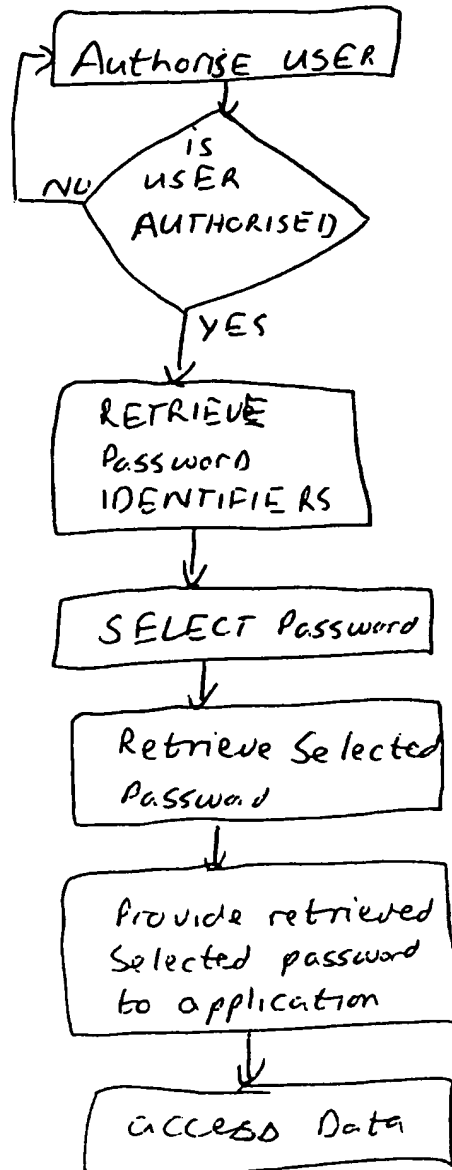 Authorise USER
is
USER
AUTHORISED
NO
YES
RETRIEVE
Password
IDENTIFIERS
SELECT Password
Retrieve Selected
Password
Provide retrieved
Selected password
to application
access Data